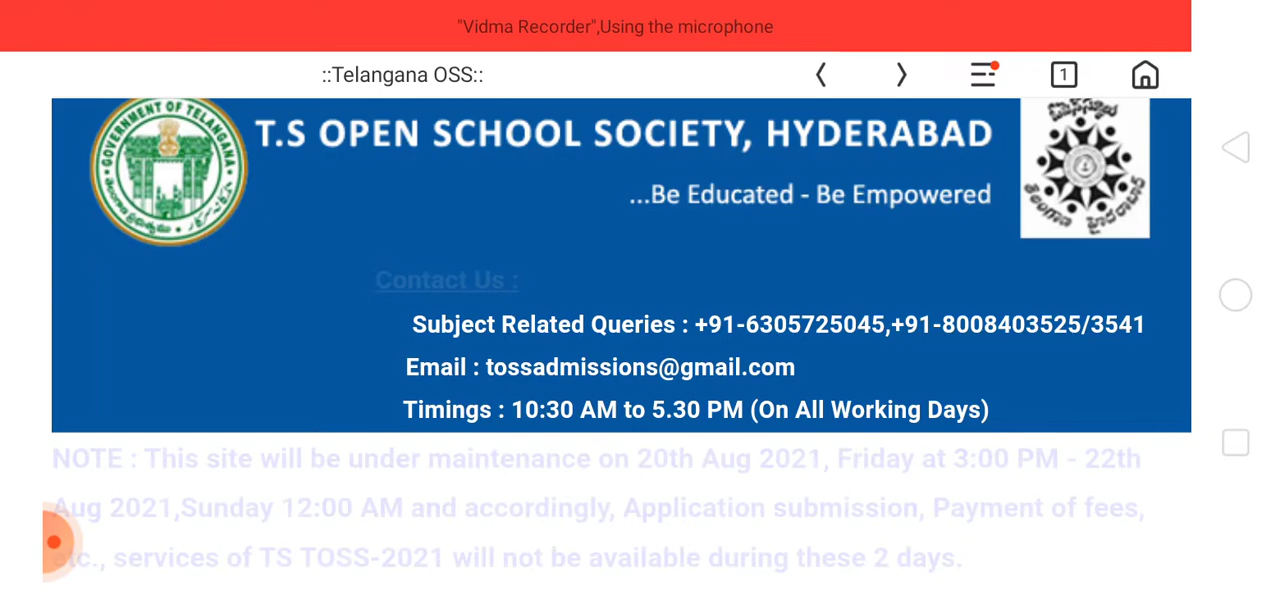 "Vidma Recorder",Using the microphone
::Telangana OSS::
1
GOVERNMENT OF TELANGANA
T.S OPEN SCHOOL SOCIETY, HYDERABAD
...Be Educated - Be Empowered
Contact Us :
Subject Related Queries : +91-6305725045,+91-8008403525/3541
Email : tossadmissions@gmail.com
Timings : 10:30 AM to 5.30 PM (On All Working Days)
NOTE : This site will be under maintenance on 20th Aug 2021, Friday at 3:00 PM - 22th
Aug 2021,Sunday 12:00 AM and accordingly, Application submission, Payment of fees,
etc., services of TS TOSS-2021 will not be available during these 2 days.